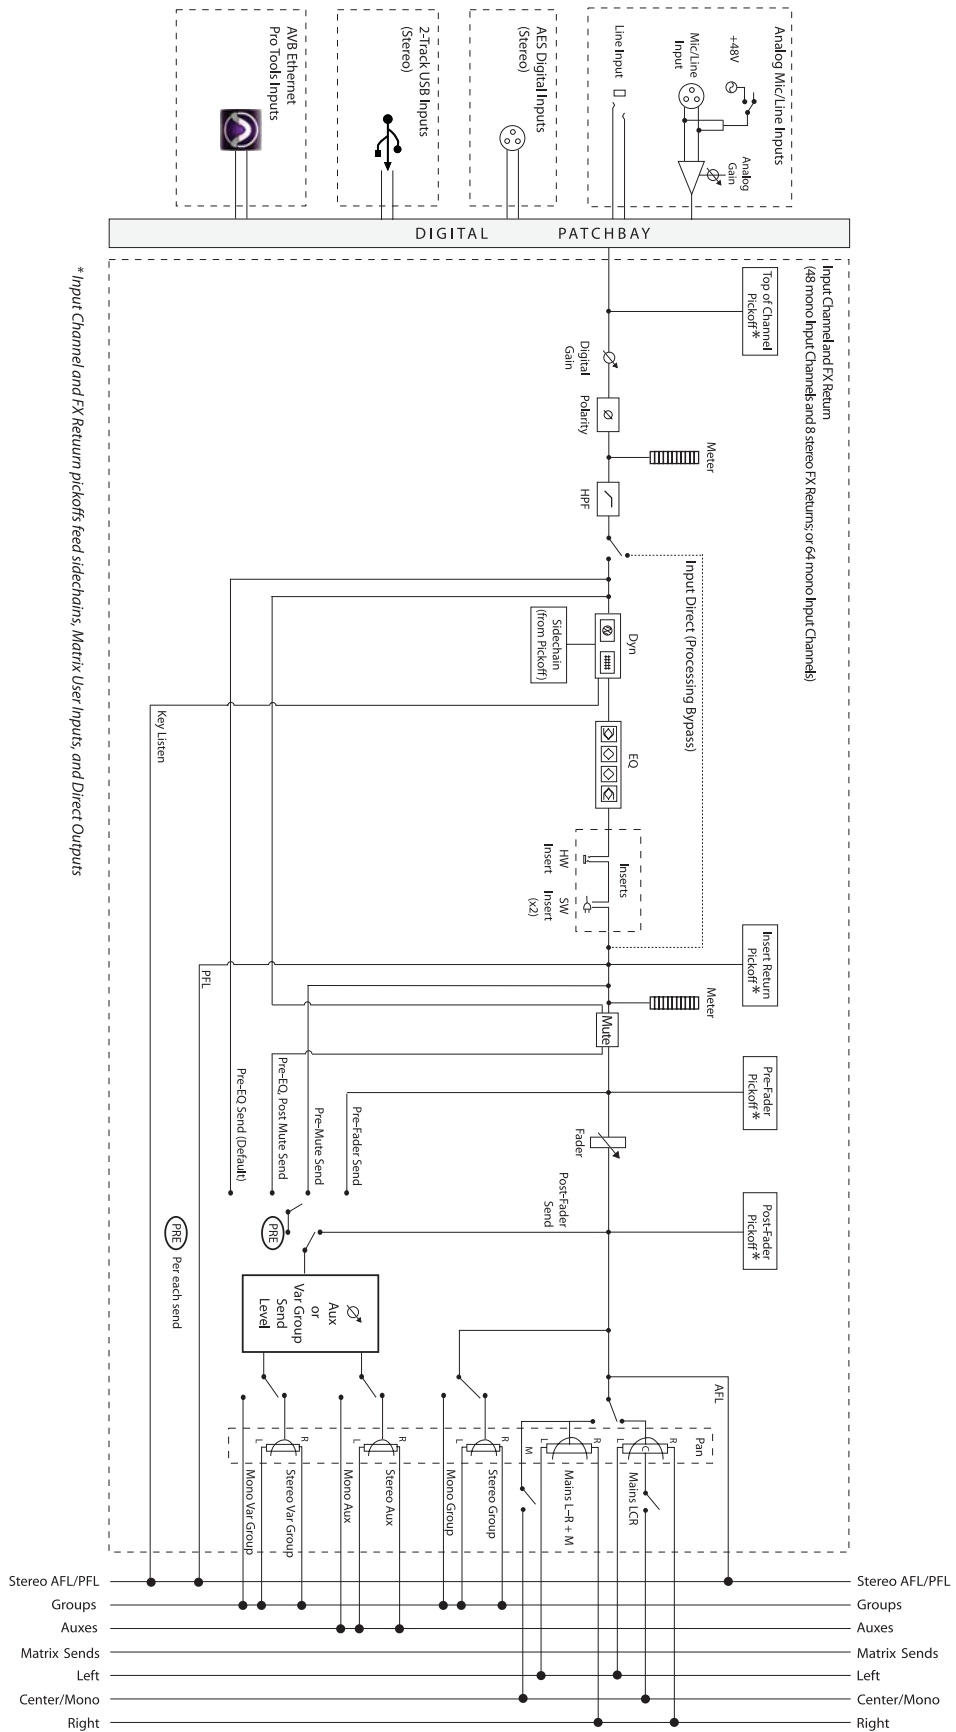 AVB Ethernet
Pro Tools Inputs
2-Track USB Inputs
(Stereo)
AES Digital Inputs
(Stereo)
Analog Mic/Line Inputs
+48V
Mic/Line
Input
Line Input
Analog
Gain
DIGITAL PATCHBAY
Input Channel and FX Return
(48 mono Input Channels and 8 stereo FX Returns; or 64 mono Input Channels)
* Input Channel and FX Retuurn pickoffs feed sidechains, Matrix User Inputs, and Direct Outputs
Top of Channel
Pickoff*
Digital
Gain
Polarity
Meter
HPF
Input Direct (Processing Bypass)
Dyn
Sidechain
(from Pickoff)
Key Listen
EQ
Inserts
HW
Insert
SW
Insert
(x2)
Insert Return
Pickoff*
PFL
Meter
Mute
Pre-Fader
Pickoff*
Fader
Pre-EQ Send (Default)
Pre-EQ, Post Mute Send
Pre-Mute Send
Pre-Fader Send
Post-Fader
Send
Post-Fader
Pickoff*
PRE
PRE
Per each send
Aux
or
Var Group
Send
Level
AFL
Pan
L
R
L
R
L
R
M
L
R
L
C
R
Mono Var Group
Stereo Var Group
Mono Aux
Stereo Aux
Mono Group
Stereo Group
Mains L-R + M
Mains LCR
Stereo AFL/PFL
Stereo AFL/PFL
Groups
Groups
Auxes
Auxes
Matrix Sends
Matrix Sends
Left
Left
Center/Mono
Center/Mono
Right
Right